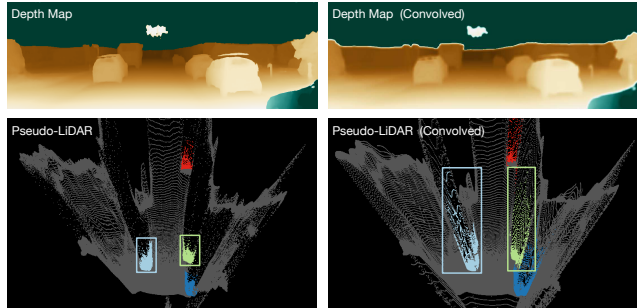 Depth Map
Depth Map (Convolved)
Pseudo-LiDAR
Pseudo-LiDAR (Convolved)